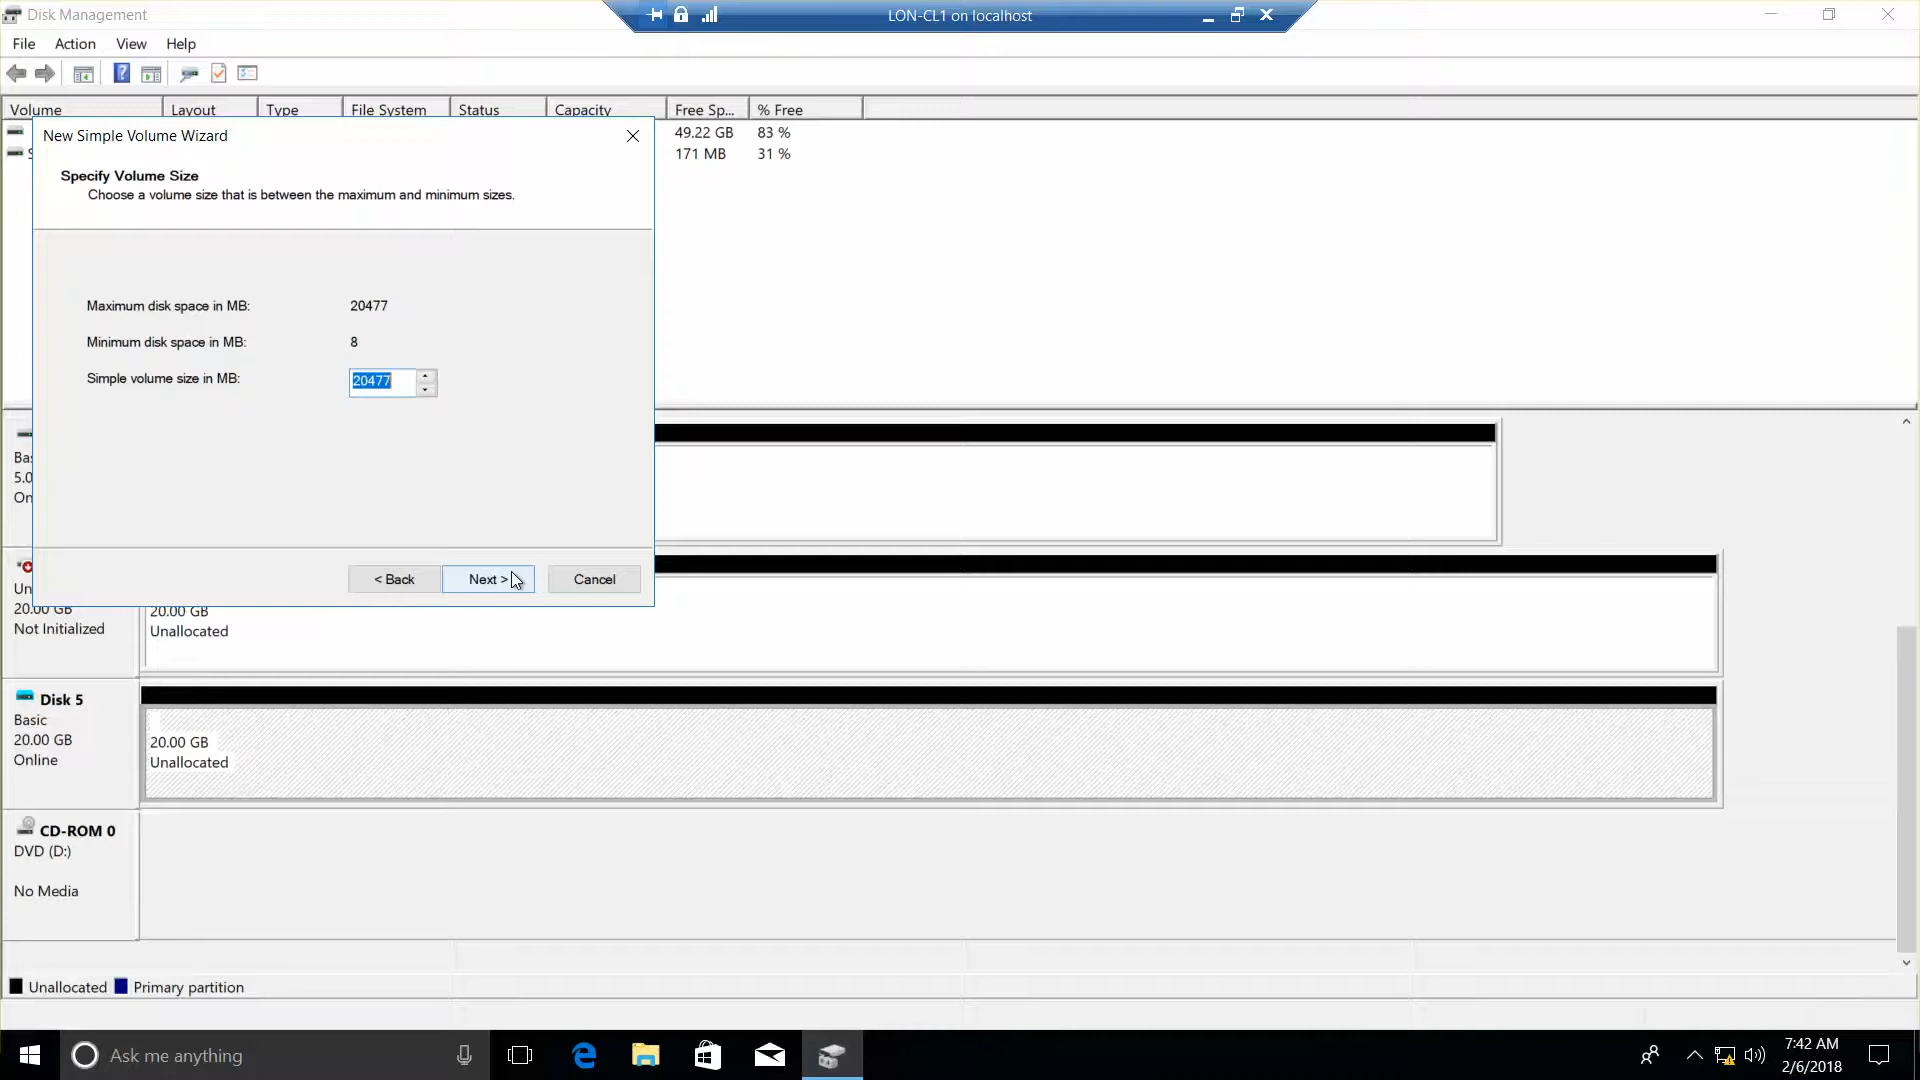 Disk Management
LON-CL1 on localhost
File Action View Help
Volume Layout Type File System Status Capacity Free Sp... % Free
49.22 GB 83 %
171 MB 31 %
New Simple Volume Wizard
Specify Volume Size
Choose a volume size that is between the maximum and minimum sizes.
Maximum disk space in MB: 20477
Minimum disk space in MB: 8
Simple volume size in MB: 20477
< Back Next > Cancel
Bas
5.0
On
Un
20.00 GB
Not Initialized
20.00 GB
Unallocated
Disk 5
Basic
20.00 GB
Online
20.00 GB
Unallocated
CD-ROM 0
DVD (D:)
No Media
Unallocated Primary partition
Ask me anything
7:42 AM
2/6/2018